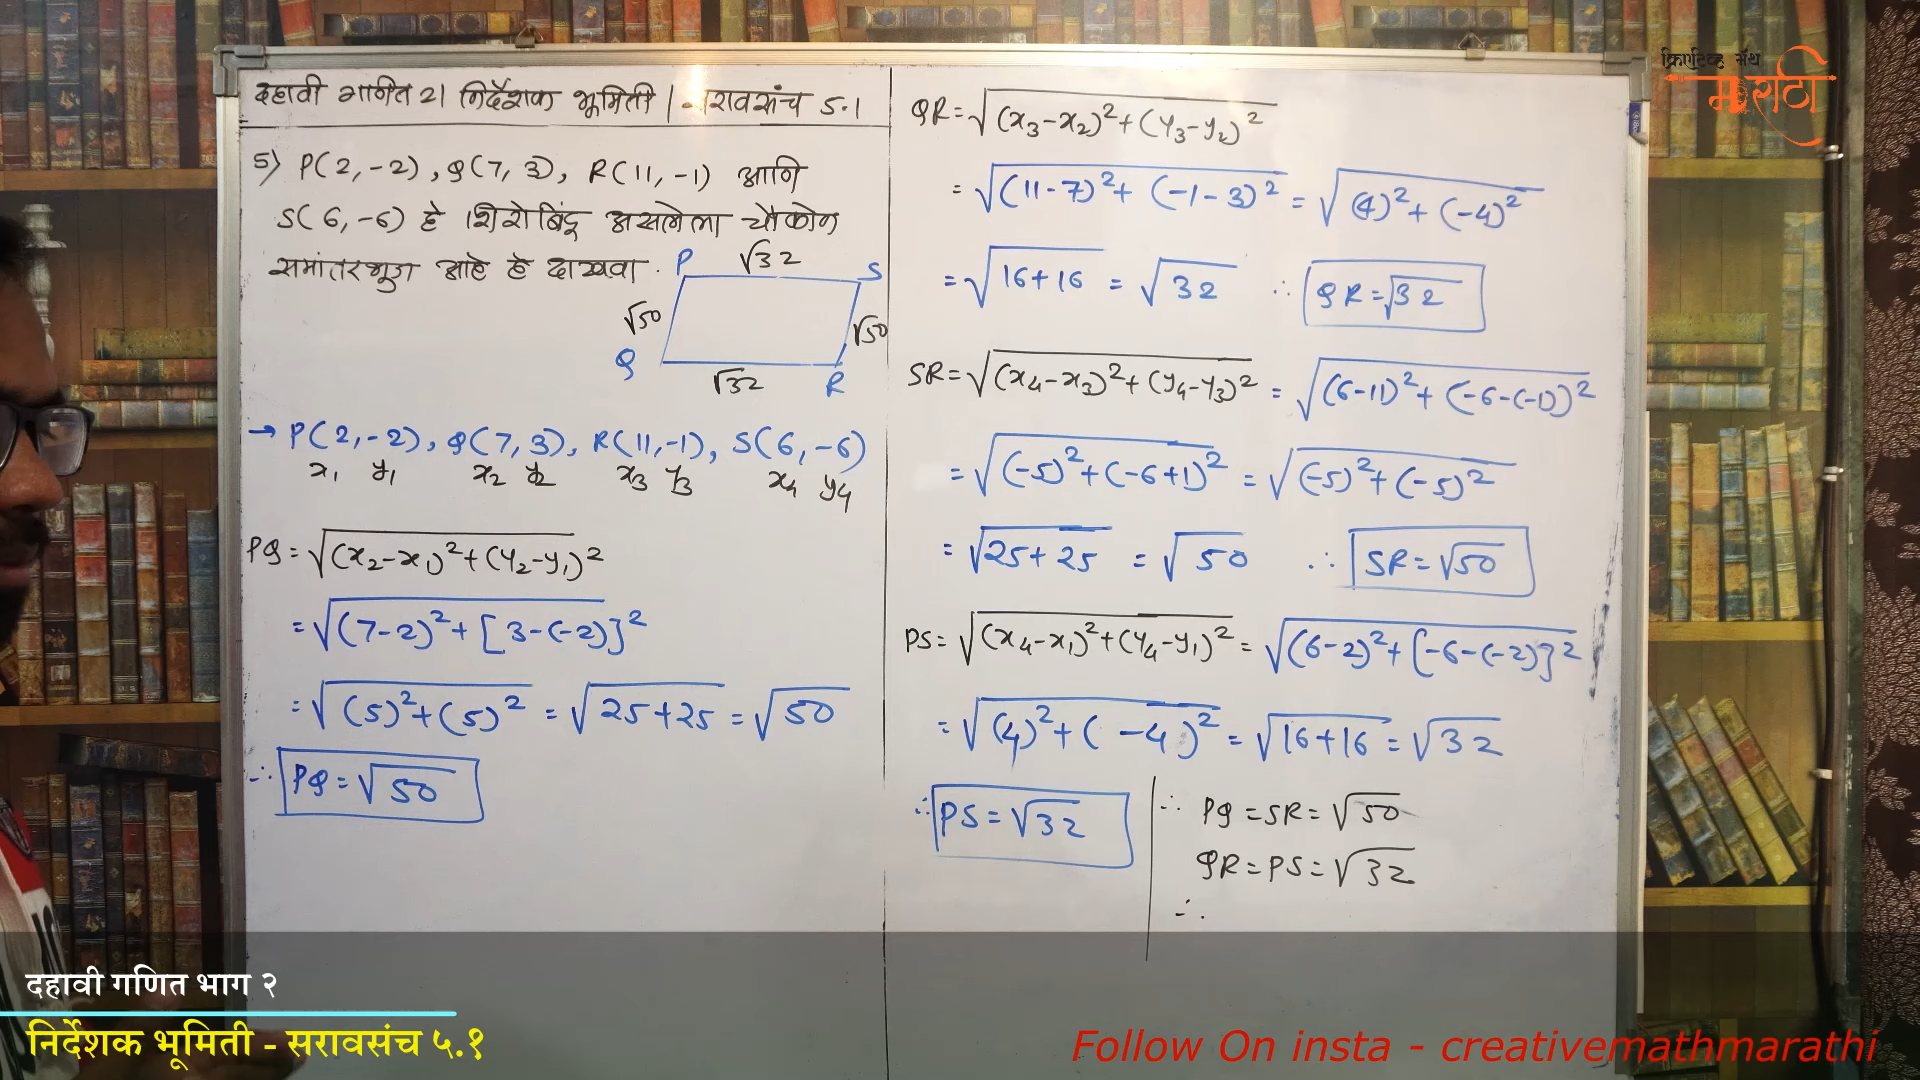 दहावी गणित 2 | निर्देशक भूमिती | सरावसंच 5.1
5) P(2,-2), Q(7, 3), R(11,-1) आणि
S(6,-6) हे शिरोबिंदू असलेला चौकोन
समांतरभुज आहे हे दाखवा.
P √32 S
√50 √50
Q √32 R
→ P(2,-2), Q(7,3), R(11,-1), S(6,-6)
x₁ y₁ x₂ y₂ x₃ y₃ x₄ y₄
PQ = √(x₂-x₁)²+(y₂-y₁)²
= √(7-2)²+[3-(-2)]²
= √(5)²+(5)² = √25+25 = √50
∴ PQ = √50
QR = √(x₃-x₂)²+(y₃-y₂)²
= √(11-7)²+(-1-3)² = √(4)²+(-4)²
= √16+16 = √32 ∴ QR = √32
SR = √(x₄-x₃)²+(y₄-y₃)² = √(6-11)²+(-6-(-1))²
= √(-5)²+(-6+1)² = √(-5)²+(-5)²
= √25+25 = √50 ∴ SR = √50
PS = √(x₄-x₁)²+(y₄-y₁)² = √(6-2)²+[-6-(-2)]²
= √(4)²+(-4)² = √16+16 = √32
∴ PS = √32
∴ PQ = SR = √50
QR = PS = √32
∴
क्रिएटिव्ह मॅथ
मराठी
दहावी गणित भाग २
निर्देशक भूमिती - सरावसंच ५.१
Follow On insta - creativemathmarathi